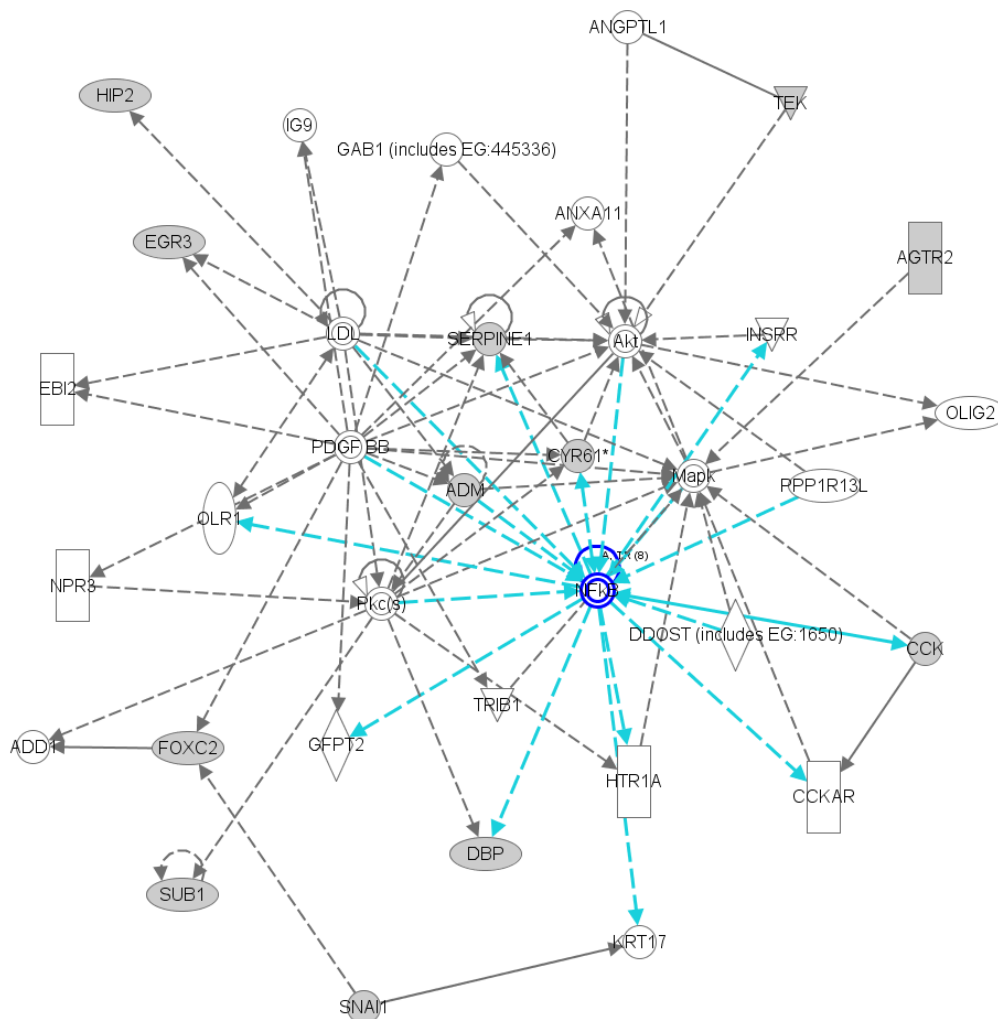 ANGPTL1
HIP2
TEK
IG9
GAB1 (includes EG:445336)
ANXA11
EGR3
AGTR2
LDL
SERPINE1
Akt
INSRR
EBI2
OLIG2
PDGF BB
CYR61*
Mapk
PPP1R13L
ADM
OLR1
NPR3
Pkc(s)
NFkB
DDOST (includes EG:1650)
CCK
TRIB1
ADD1
FOXC2
GFPT2
HTR1A
CCKAR
DBP
SUB1
KRT17
SNAI1